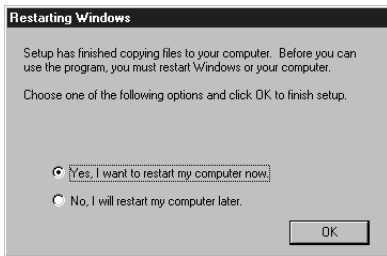 Restarting Windows
Setup has finished copying files to your computer. Before you can
use the program, you must restart Windows or your computer.
Choose one of the following options and click OK to finish setup.
Yes, I want to restart my computer now.
No, I will restart my computer later.
OK